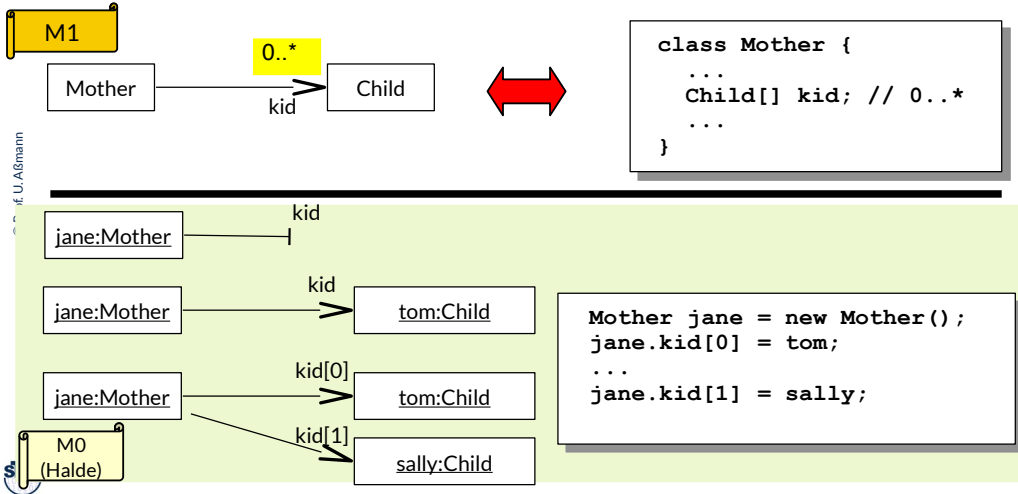 M1
0..*
Mother
Child
kid
class Mother {
...
Child[] kid; // 0..*
...
}
Prof. U. Aßmann
kid
jane:Mother
kid
jane:Mother
tom:Child
kid[0]
jane:Mother
tom:Child
kid[1]
sally:Child
Mother jane = new Mother();
jane.kid[0] = tom;
...
jane.kid[1] = sally;
M0
(Halde)